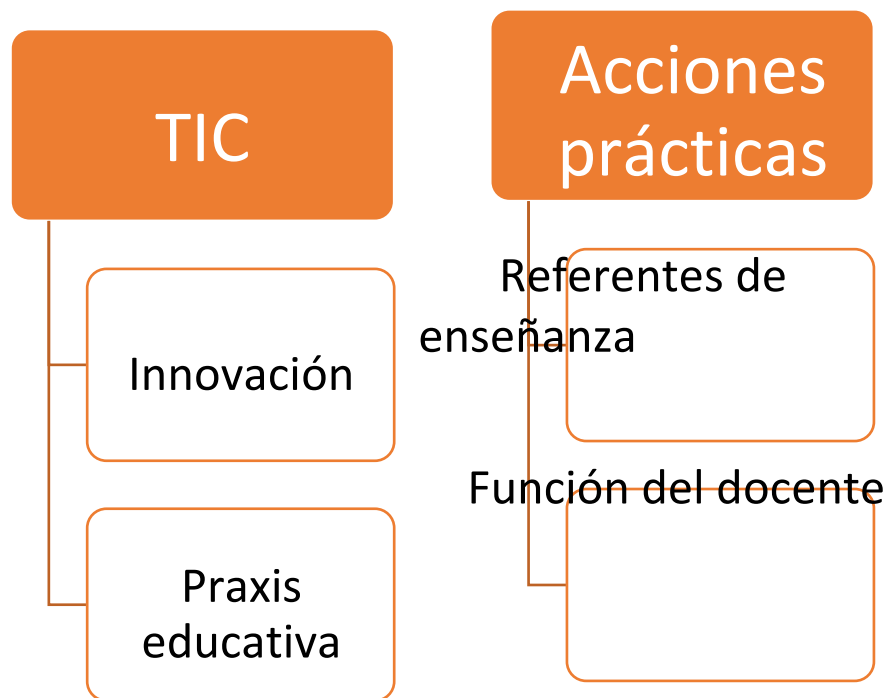 TIC
Innovación
Praxis
educativa
Acciones
prácticas
Referentes de
enseñanza
Función del docente